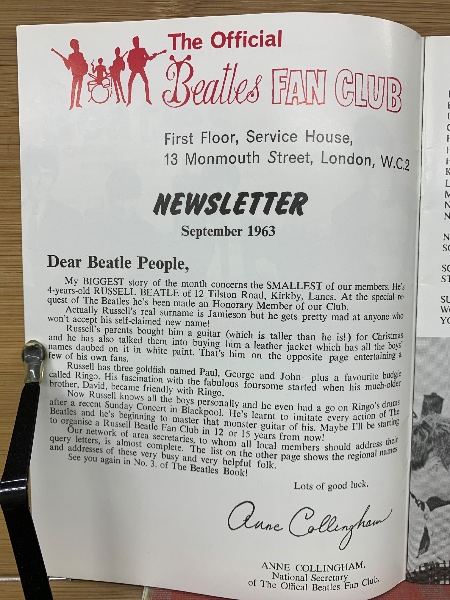 The Official
Beatles FAN CLUB
First Floor, Service House,
13 Monmouth Street, London, W.C.2
NEWSLETTER
September 1963
Dear Beatle People,
My BIGGEST story of the month concerns the SMALLEST of our members. He's
4-years-old RUSSELL BEATLE of 12 Tilston Road, Kirkby, Lancs. At the special re-
quest of The Beatles he's been made an Honorary Member of our Club.
Actually Russell's real surname is Jamieson but he gets pretty mad at anyone who
won't accept his self-claimed new name!
Russell's parents bought him a guitar (which is taller than he is!) for Christmas
and he has also talked them into buying him a leather jacket which has all the boys'
names daubed on it in white paint. That's him on the opposite page entertaining a
few of his own fans.
Russell has three goldfish named Paul, George and John—plus a favourite budgie
called Ringo. His fascination with the fabulous foursome started when his much-older
brother, David, became friendly with Ringo.
Now Russell knows all the boys personally and he even had a go on Ringo's drums
after a recent Sunday Concert in Blackpool. He's learnt to imitate every action of The
Beatles and he's beginning to master that monster guitar of his. Maybe I'll be starting
to organise a Russell Beatle Fan Club in 12 or 15 years from now!
Our network of area secretaries, to whom all local members should address their
query letters, is almost complete. The list on the other page shows the regional names
and addresses of these very busy and very helpful folk.
See you again in No. 3. of The Beatles Book!
Lots of good luck.
Anne Collingham
ANNE COLLINGHAM.
National Secretary
of The Offical Beatles Fan Club.